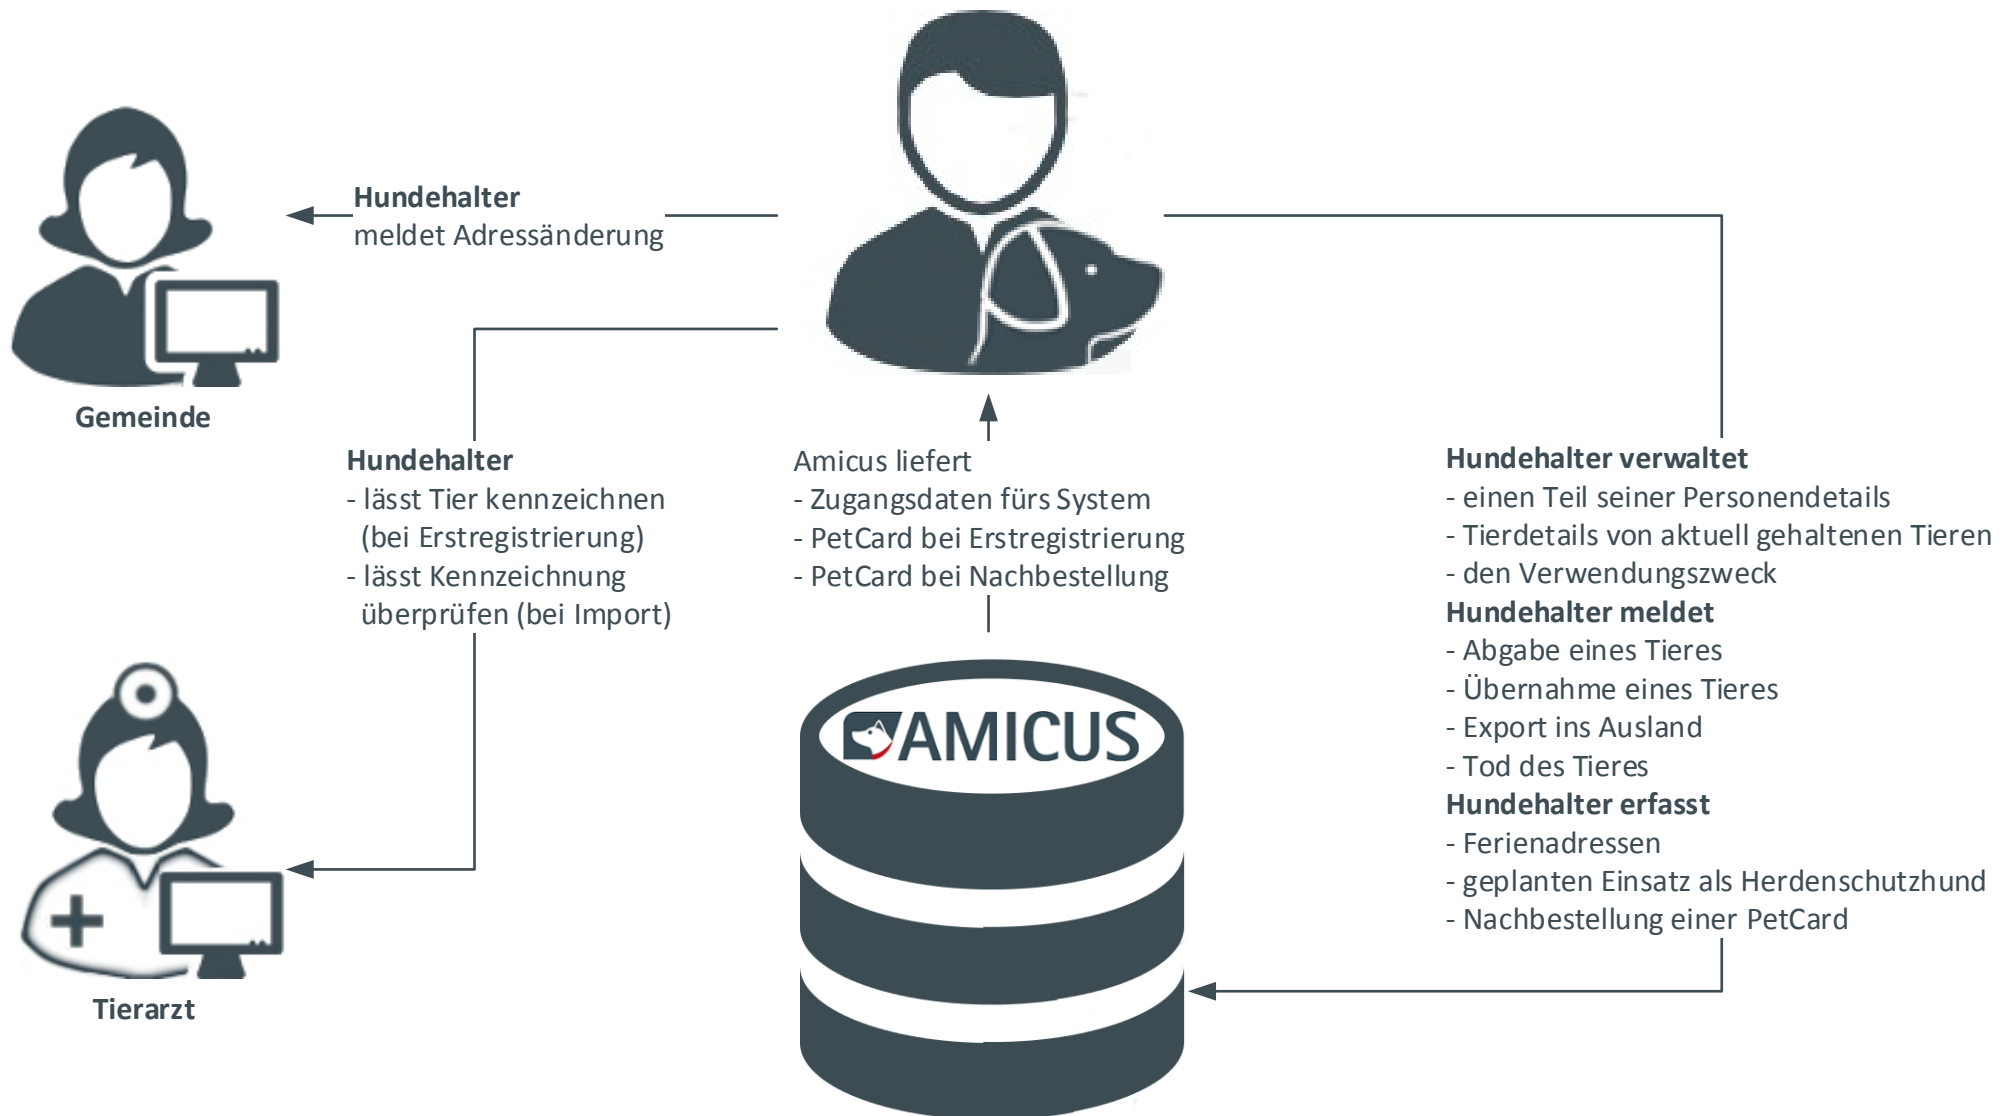 Hundehalter
meldet Adressänderung
Gemeinde
Hundehalter
- lässt Tier kennzeichnen
(bei Erstregistrierung)
- lässt Kennzeichnung
überprüfen (bei Import)
Tierarzt
Amicus liefert
- Zugangsdaten fürs System
- PetCard bei Erstregistrierung
- PetCard bei Nachbestellung
AMICUS
Hundehalter verwaltet
- einen Teil seiner Personendetails
- Tierdetails von aktuell gehaltenen Tieren
- den Verwendungszweck
Hundehalter meldet
- Abgabe eines Tieres
- Übernahme eines Tieres
- Export ins Ausland
- Tod des Tieres
Hundehalter erfasst
- Ferienadressen
- geplanten Einsatz als Herdenschutzhund
- Nachbestellung einer PetCard